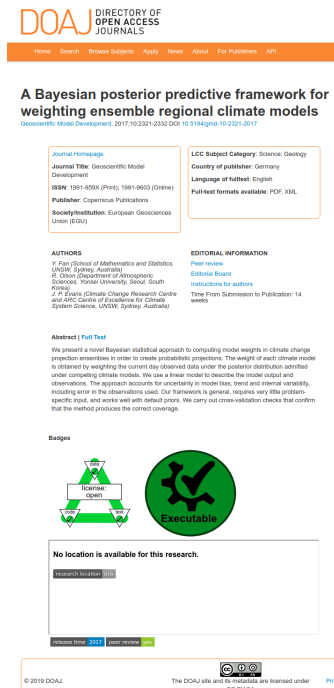 DOAJ DIRECTORY OF
OPEN ACCESS
JOURNALS
Home Search Browse Subjects Apply News About For Publishers API
A Bayesian posterior predictive framework for
weighting ensemble regional climate models
Geoscientific Model Development. 2017;10:2321-2332 DOI 10.5194/gmd-10-2321-2017
Journal Homepage
Journal Title: Geoscientific Model
Development
ISSN: 1991-959X (Print); 1991-9603 (Online)
Publisher: Copernicus Publications
Society/Institution: European Geosciences
Union (EGU)
LCC Subject Category: Science: Geology
Country of publisher: Germany
Language of fulltext: English
Full-text formats available: PDF, XML
AUTHORS
Y. Fan (School of Mathematics and Statistics,
UNSW, Sydney, Australia)
R. Olson (Department of Atmospheric
Sciences, Yonsei University, Seoul, South
Korea)
J. P. Evans (Climate Change Research Centre
and ARC Centre of Excellence for Climate
System Science, UNSW, Sydney, Australia)
EDITORIAL INFORMATION
Peer review
Editorial Board
Instructions for authors
Time From Submission to Publication: 14
weeks
Abstract | Full Text
We present a novel Bayesian statistical approach to computing model weights in climate change
projection ensembles in order to create probabilistic projections. The weight of each climate model
is obtained by weighting the current day observed data under the posterior distribution admitted
under competing climate models. We use a linear model to describe the model output and
observations. The approach accounts for uncertainty in model bias, trend and internal variability,
including error in the observations used. Our framework is general, requires very little problem-
specific input, and works well with default priors. We carry out cross-validation checks that confirm
that the method produces the correct coverage.
Badges
data
license:
open
code text
Executable
No location is available for this research.
research location n/a
release time 2017 peer review yes
© 2019 DOAJ.
The DOAJ site and its metadata are licensed under